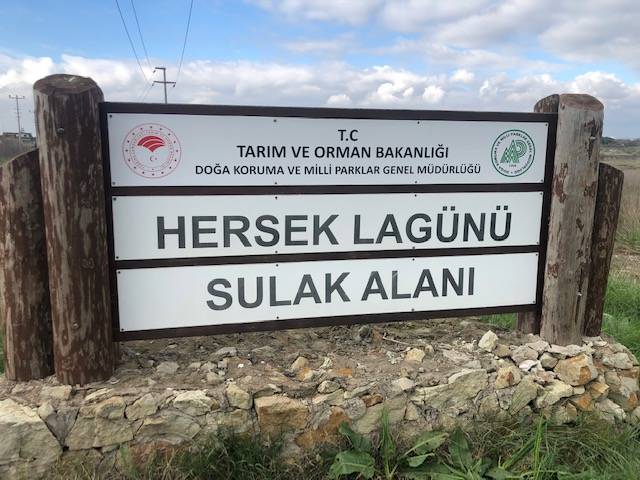 T.C
TARIM VE ORMAN BAKANLIĞI
DOĞA KORUMA VE MİLLİ PARKLAR GENEL MÜDÜRLÜĞÜ
HERSEK LAGÜNÜ
SULAK ALANI